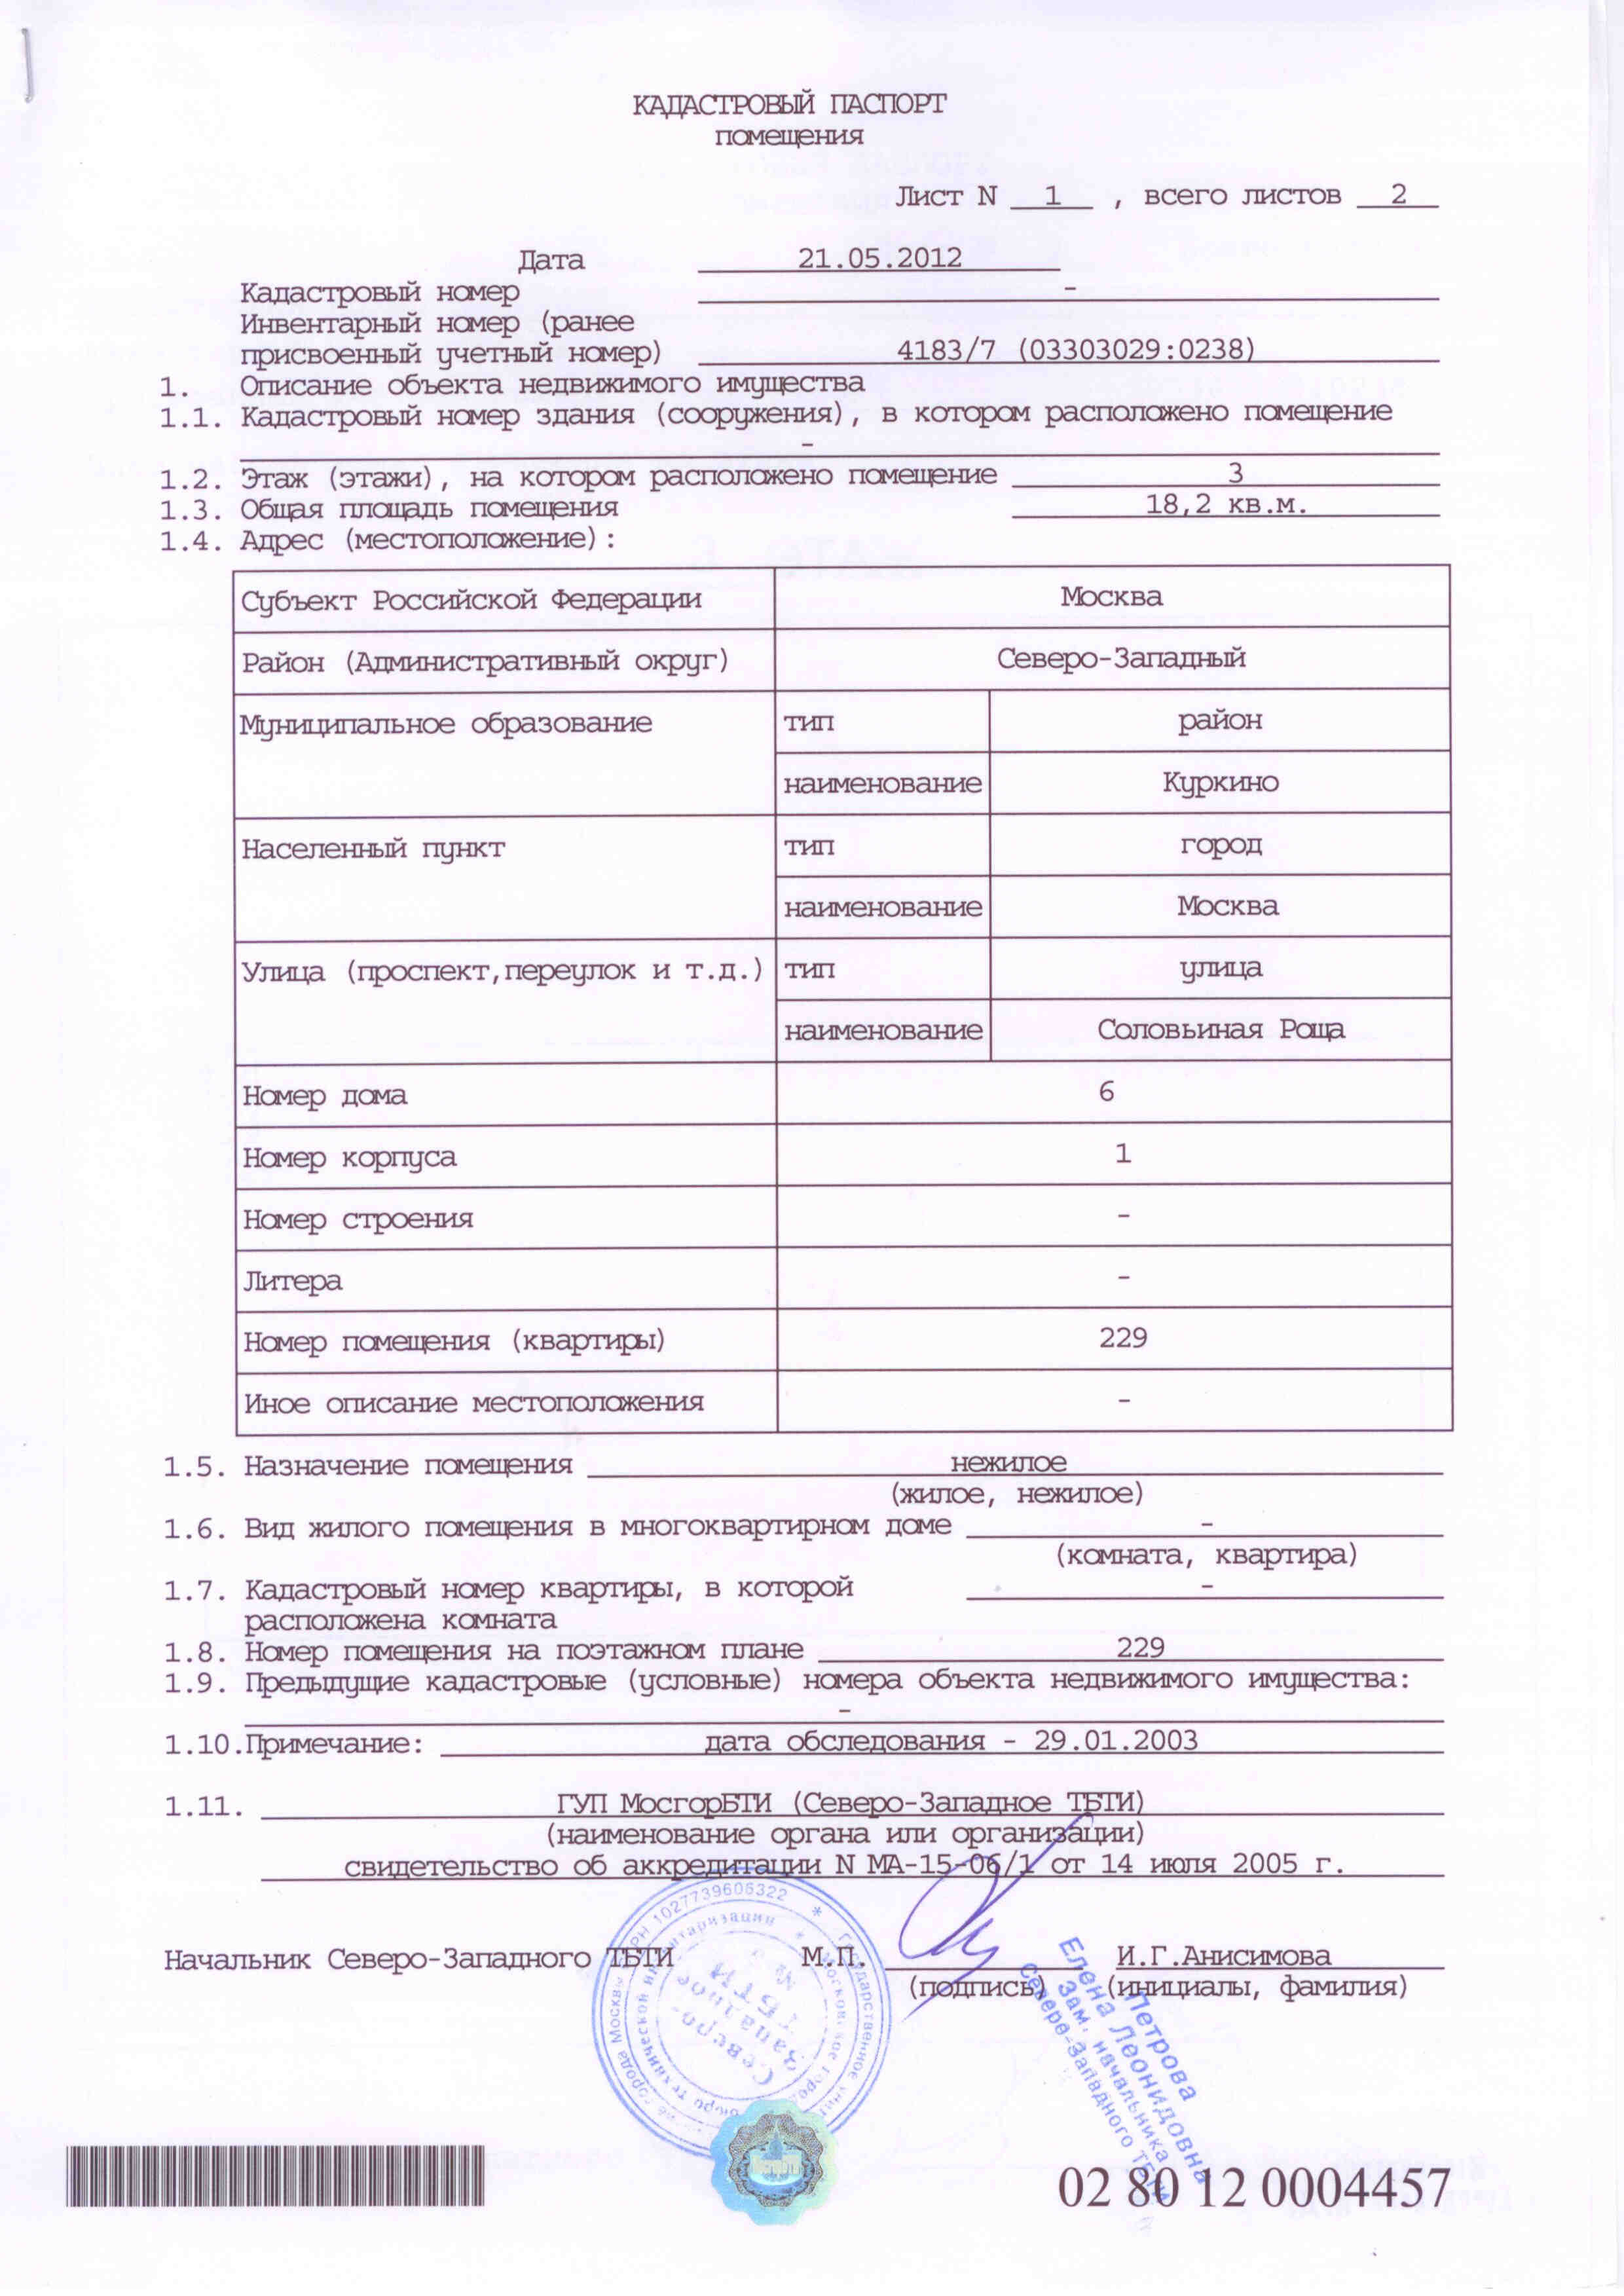 КАДАСТРОВЫЙ ПАСПОРТ
помещения
Лист N 1 , всего листов 2
Дата 21.05.2012
Кадастровый номер -
Инвентарный номер (ранее
присвоенный учетный номер) 4183/7 (03303029:0238)
1. Описание объекта недвижимого имущества
1.1. Кадастровый номер здания (сооружения), в котором расположено помещение
-
1.2. Этаж (этажи), на котором расположено помещение 3
1.3. Общая площадь помещения 18,2 кв.м.
1.4. Адрес (местоположение):
Субъект Российской Федерации Москва
Район (Административный округ) Северо-Западный
Муниципальное образование тип район
наименование Куркино
Населенный пункт тип город
наименование Москва
Улица (проспект,переулок и т.д.) тип улица
наименование Соловьиная Роща
Номер дома 6
Номер корпуса 1
Номер строения -
Литера -
Номер помещения (квартиры) 229
Иное описание местоположения -
1.5. Назначение помещения нежилое
(жилое, нежилое)
1.6. Вид жилого помещения в многоквартирном доме -
(комната, квартира)
1.7. Кадастровый номер квартиры, в которой -
расположена комната
1.8. Номер помещения на поэтажном плане 229
1.9. Предыдущие кадастровые (условные) номера объекта недвижимого имущества:
-
1.10.Примечание: дата обследования - 29.01.2003
1.11. ГУП МосгорБТИ (Северо-Западное ТБТИ)
(наименование органа или организации)
свидетельство об аккредитации N МА-15-06/1 от 14 июля 2005 г.
Начальник Северо-Западного ТБТИ М.П. И.Г.Анисимова
(подпись) (инициалы, фамилия)
Петрова
Елена Леонидовна
Зам. начальника
Северо-Западного ТБТИ
Северо-
Западное
ТБТИ
№
02 80 12 0004457